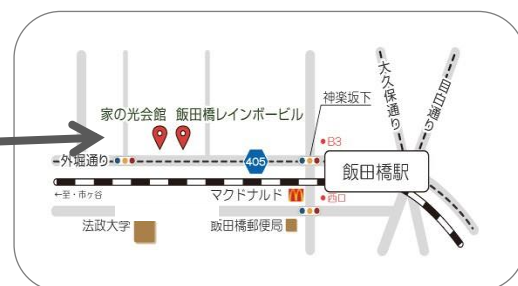 大久保通り
目白通り
神楽坂下
家の光会館 飯田橋レインボービル
B3
外堀通り
405
飯田橋駅
←至・市ヶ谷
マクドナルド
西口
法政大学
飯田橋郵便局